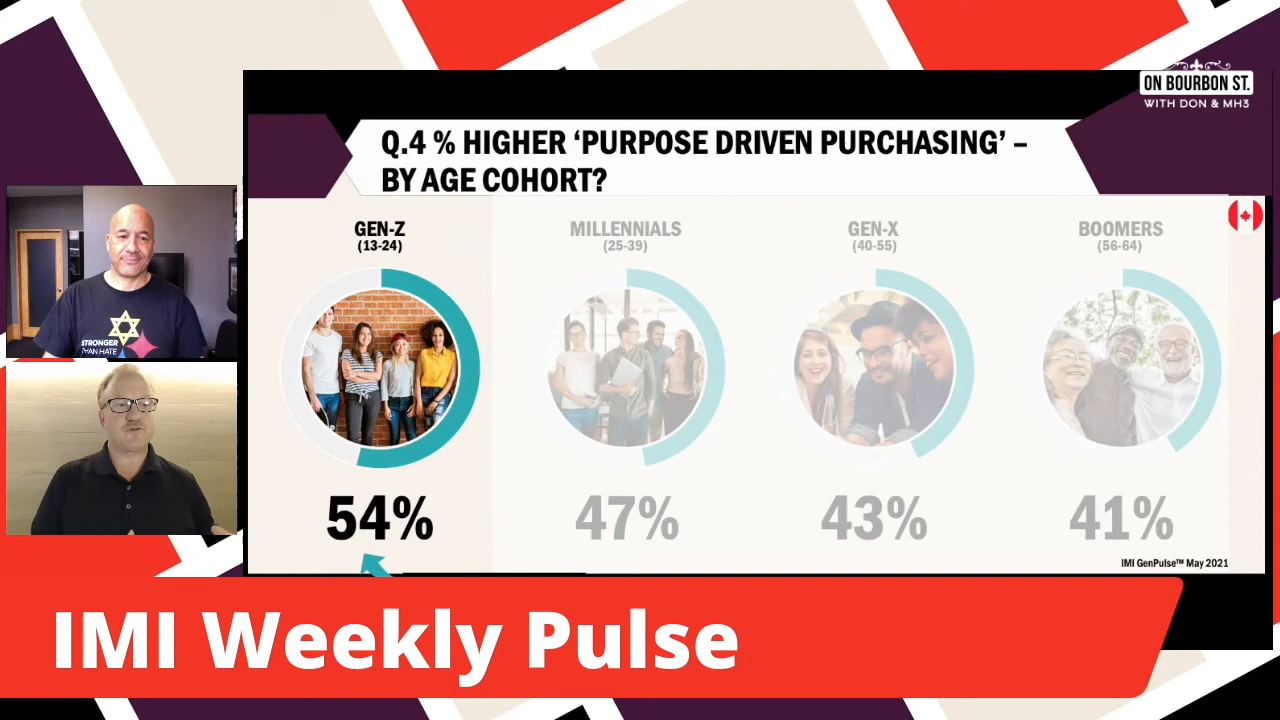 ON BOURBON ST.
WITH DON & MH3
Q.4 % HIGHER ‘PURPOSE DRIVEN PURCHASING’ –
BY AGE COHORT?
GEN-Z
(13-24)
MILLENNIALS
(25-39)
GEN-X
(40-55)
BOOMERS
(56-64)
STRONGER
THAN HATE
54%
47%
43%
41%
IMI GenPulse™ May 2021
IMI Weekly Pulse